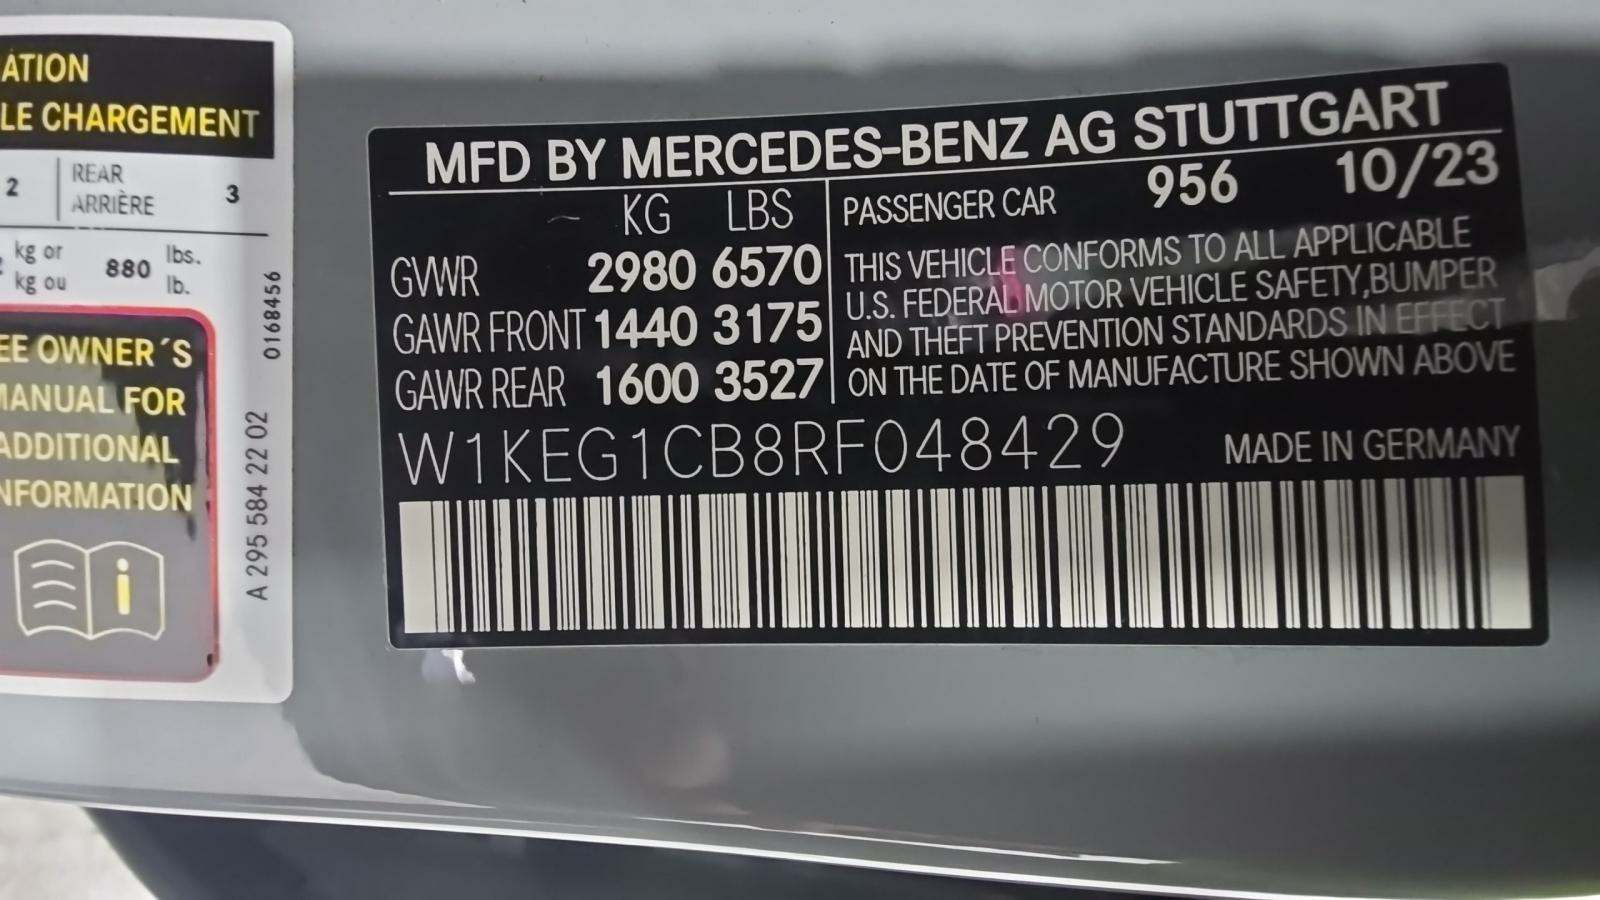 ATION
LE CHARGEMENT
2 REAR ARRIÈRE 3
kg or
kg ou
880
lbs.
lb.
EE OWNER´S
MANUAL FOR
ADDITIONAL
NFORMATION
i
0168456
A 295 584 22 02
MFD BY MERCEDES-BENZ AG STUTTGART
KG LBS
GVWR 2980 6570
GAWR FRONT 1440 3175
GAWR REAR 1600 3527
PASSENGER CAR 956 10/23
THIS VEHICLE CONFORMS TO ALL APPLICABLE
U.S. FEDERAL MOTOR VEHICLE SAFETY,BUMPER
AND THEFT PREVENTION STANDARDS IN EFFECT
ON THE DATE OF MANUFACTURE SHOWN ABOVE
W1KEG1CB8RF048429 MADE IN GERMANY